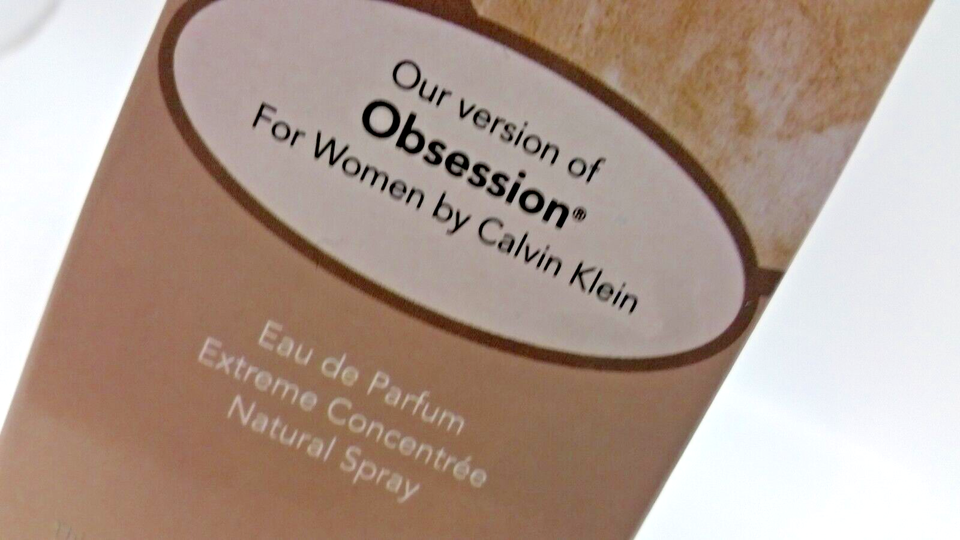 Our version of
Obsession®
For Women by Calvin Klein
Eau de Parfum
Extreme Concentrée
Natural Spray